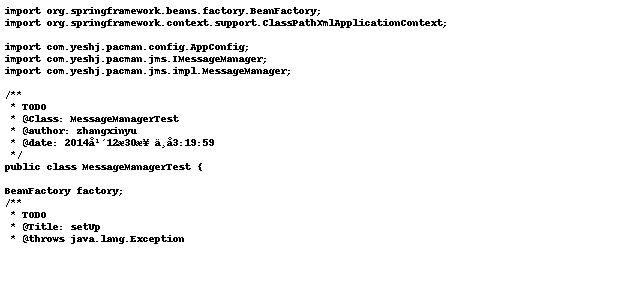 import org.springframework.beans.factory.BeanFactory;
import org.springframework.context.support.ClassPathXmlApplicationContext;
import com.yeshj.pacman.config.AppConfig;
import com.yeshj.pacman.jms.IMessageManager;
import com.yeshj.pacman.jms.impl.MessageManager;
/**
 * TODO
 * @Class: MessageManagerTest
 * @author: zhangxinyu
 * @date: 2014å¹´12æ30æ¥ ä¸å3:19:59
 */
public class MessageManagerTest {
BeanFactory factory;
/**
 * TODO
 * @Title: setUp
 * @throws java.lang.Exception